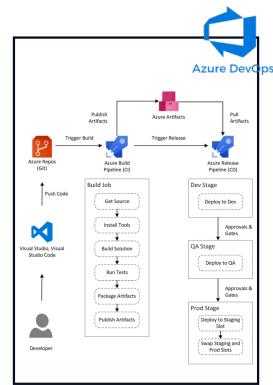 Azure DevOps
Azure Artifacts
Publish
Artifacts
Pull
Artifacts
Trigger Build
Trigger Release
Azure Repos
(Git)
Azure Build
Pipeline (CI)
Azure Release
Pipeline (CD)
Push Code
Build Job
Get Source
Install Tools
Build Solution
Run Tests
Package Artifacts
Publish Artifacts
Dev Stage
Deploy to Dev
Approvals &
Gates
QA Stage
Deploy to QA
Approvals &
Gates
Prod Stage
Deploy to Staging
Slot
Swap Staging and
Prod Slots
Visual Studio, Visual
Studio Code
Developer